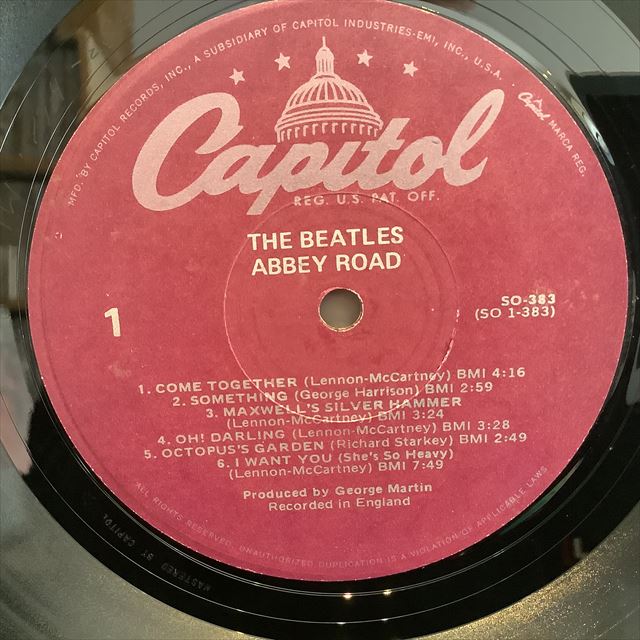 MFD. BY CAPITOL RECORDS, INC., A SUBSIDIARY OF CAPITOL INDUSTRIES-EMI, INC., U.S.A.
Capitol
MARCA REG.
Capitol
REG. U.S. PAT. OFF.
THE BEATLES
ABBEY ROAD
1
SO-383
(SO 1-383)
1. COME TOGETHER (Lennon-McCartney) BMI 4:16
2. SOMETHING (George Harrison) BMI 2:59
3. MAXWELL'S SILVER HAMMER
(Lennon-McCartney) BMI 3:24
4. OH! DARLING (Lennon-McCartney) BMI 3:28
5. OCTOPUS'S GARDEN (Richard Starkey) BMI 2:49
6. I WANT YOU (She's So Heavy)
(Lennon-McCartney) BMI 7:49
Produced by George Martin
Recorded in England
ALL RIGHTS RESERVED. UNAUTHORIZED DUPLICATION IS A VIOLATION OF APPLICABLE LAWS
MASTERED BY CAPITOL